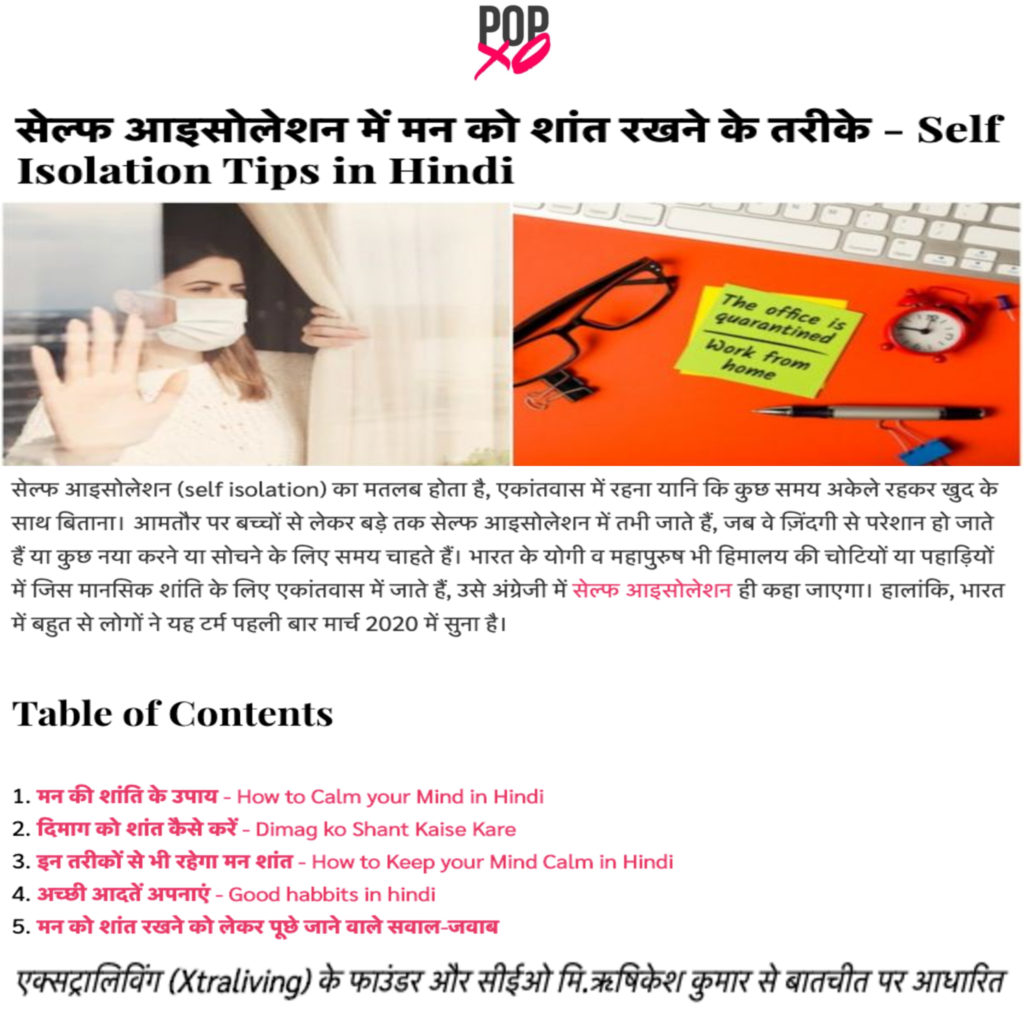 POP
XO
सेल्फ आइसोलेशन में मन को शांत रखने के तरीके - Self
Isolation Tips in Hindi
The office is
quarantined
Work from
home
सेल्फ आइसोलेशन (self isolation) का मतलब होता है, एकांतवास में रहना यानि कि कुछ समय अकेले रहकर खुद के
साथ बिताना। आमतौर पर बच्चों से लेकर बड़े तक सेल्फ आइसोलेशन में तभी जाते हैं, जब वे ज़िंदगी से परेशान हो जाते
हैं या कुछ नया करने या सोचने के लिए समय चाहते हैं। भारत के योगी व महापुरुष भी हिमालय की चोटियों या पहाड़ियों
में जिस मानसिक शांति के लिए एकांतवास में जाते हैं, उसे अंग्रेजी में सेल्फ आइसोलेशन ही कहा जाएगा। हालांकि, भारत
में बहुत से लोगों ने यह टर्म पहली बार मार्च 2020 में सुना है।
Table of Contents
1. मन की शांति के उपाय - How to Calm your Mind in Hindi
2. दिमाग को शांत कैसे करें - Dimag ko Shant Kaise Kare
3. इन तरीकों से भी रहेगा मन शांत - How to Keep your Mind Calm in Hindi
4. अच्छी आदतें अपनाएं - Good habbits in hindi
5. मन को शांत रखने को लेकर पूछे जाने वाले सवाल-जवाब
एक्सट्रालिविंग (Xtraliving) के फाउंडर और सीईओ मि.ऋषिकेश कुमार से बातचीत पर आधारित